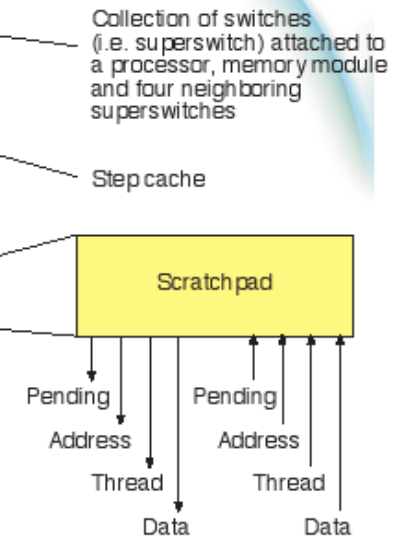 Collection of switches
(i.e. superswitch) attached to
a processor, memory module
and four neighboring
superswitches
Step cache
Scratchpad
Pending Pending
Address Address
Thread Thread
Data Data